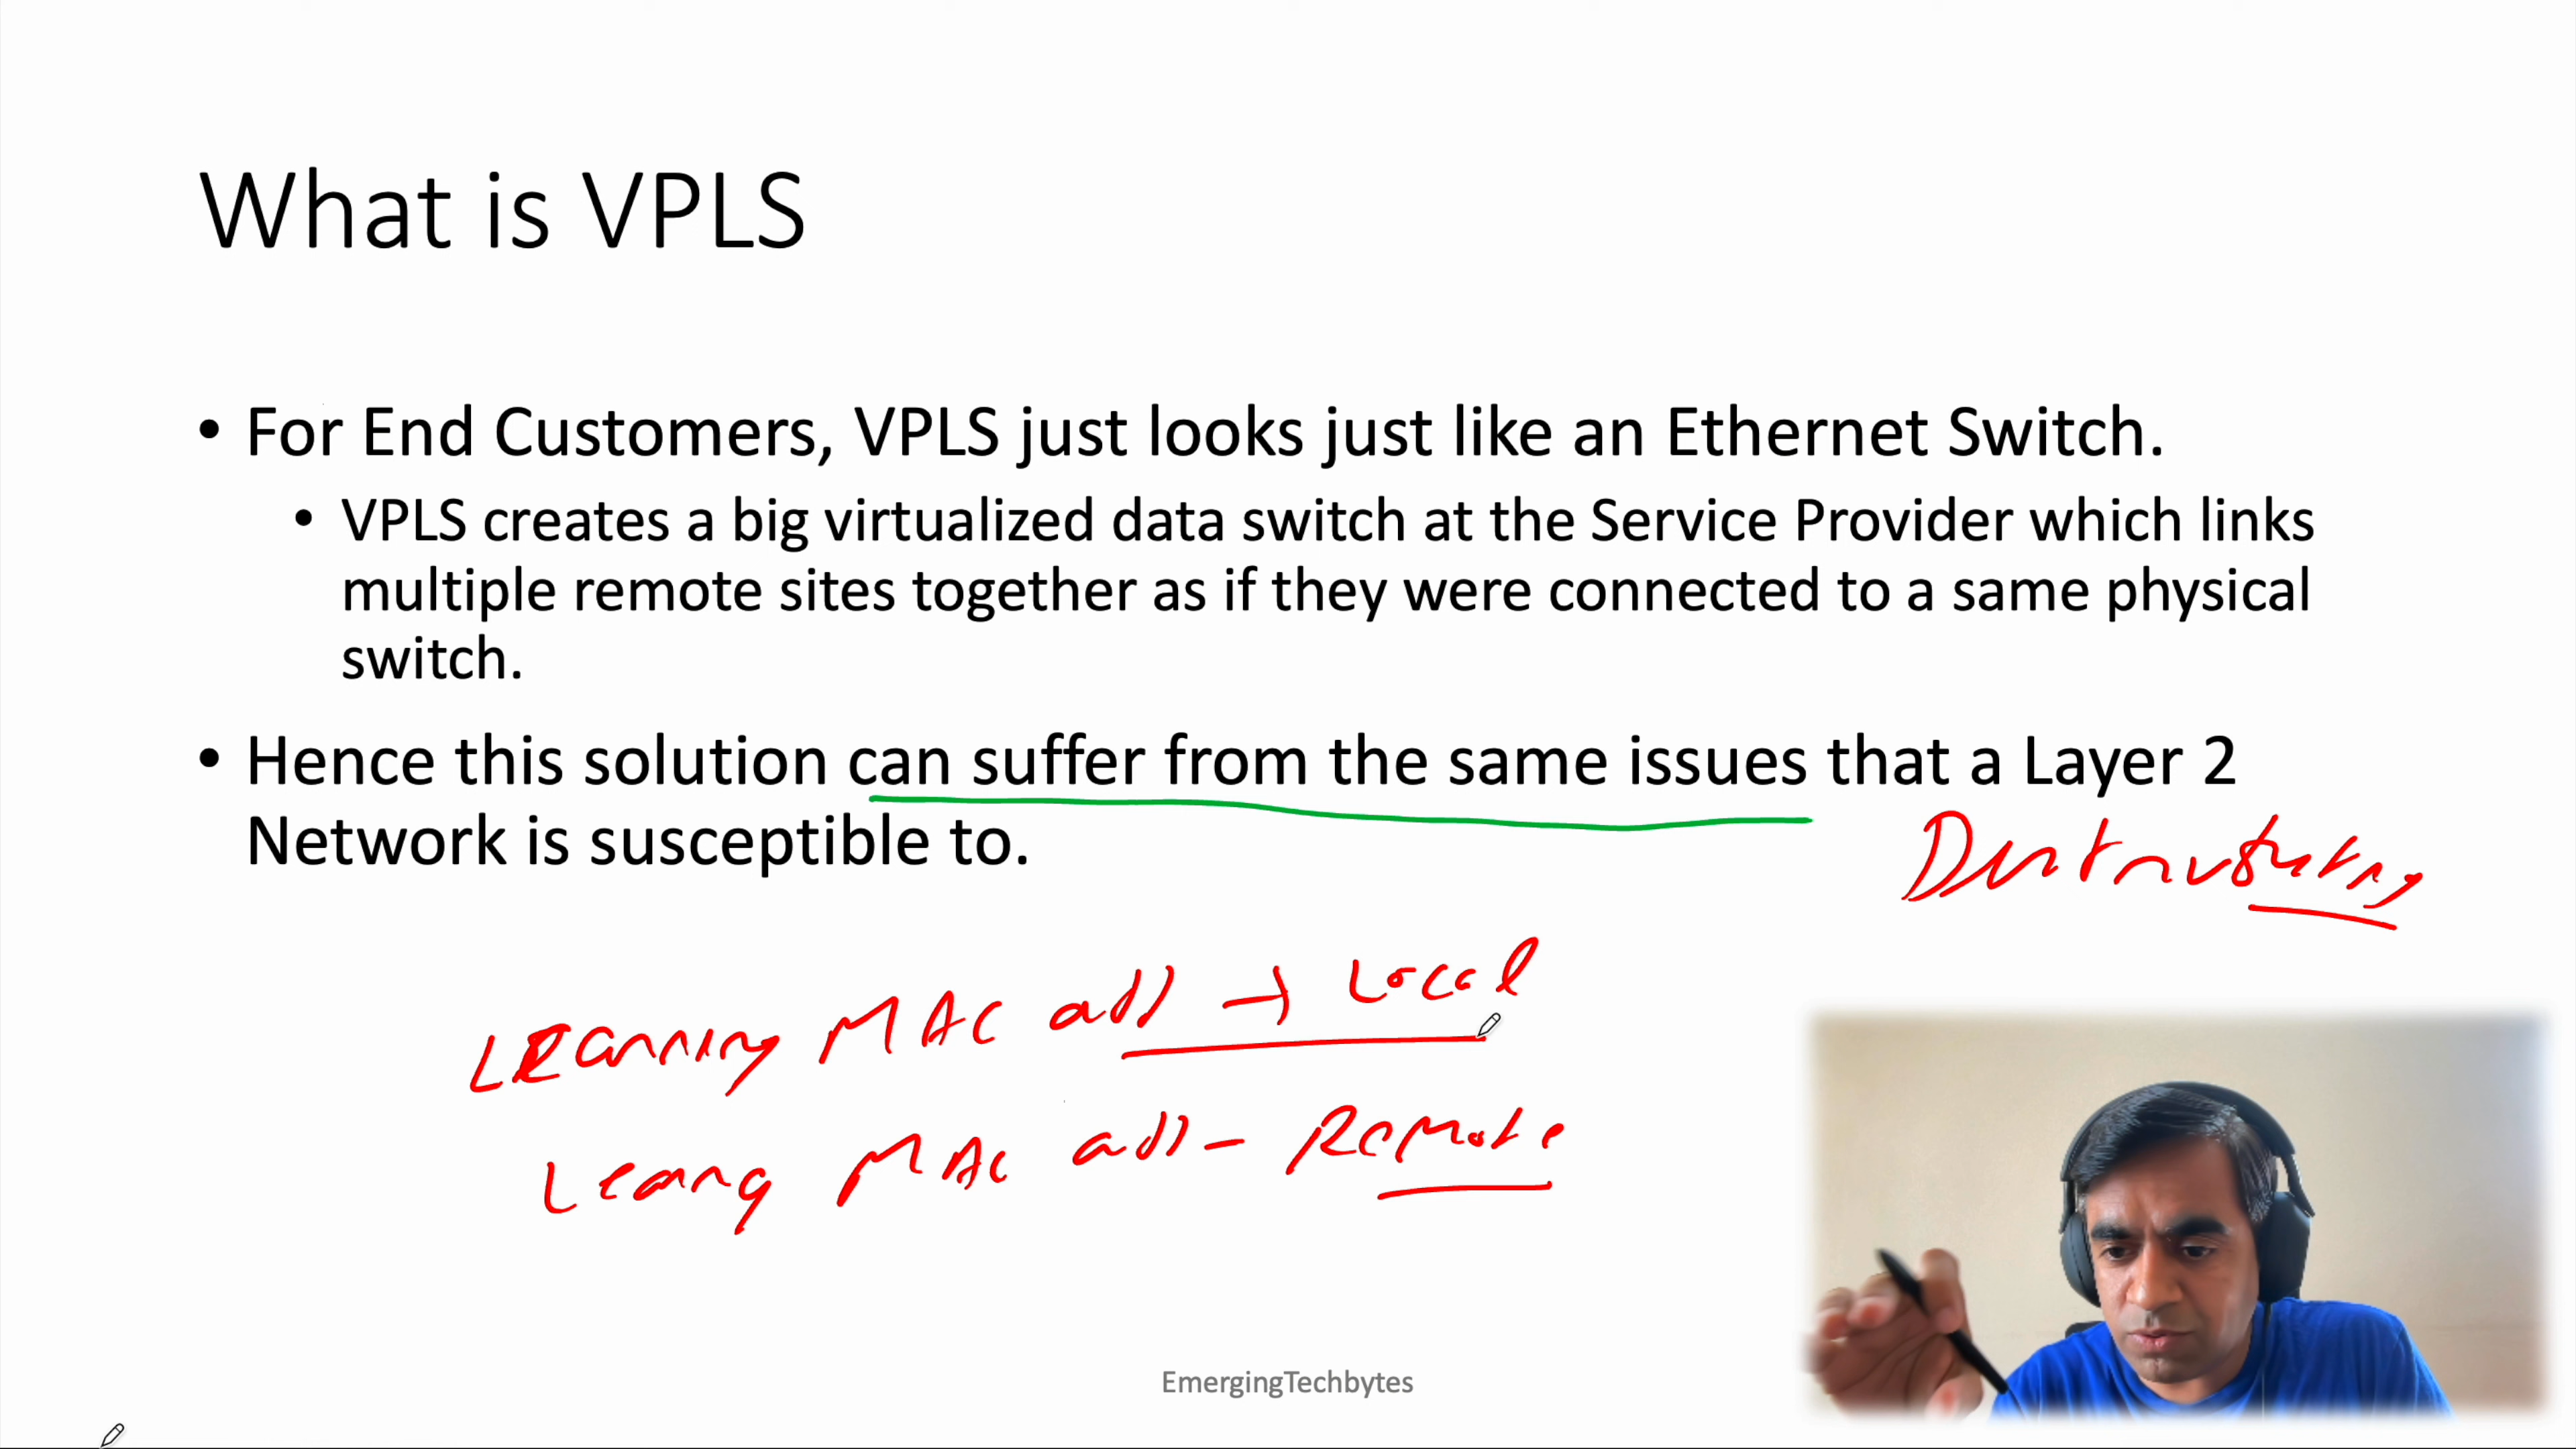 What is VPLS
• For End Customers, VPLS just looks just like an Ethernet Switch.
• VPLS creates a big virtualized data switch at the Service Provider which links
multiple remote sites together as if they were connected to a same physical
switch.
• Hence this solution can suffer from the same issues that a Layer 2
Network is susceptible to.
Learning MAC add → Local
MAC add - Remote
EmergingTechbytes